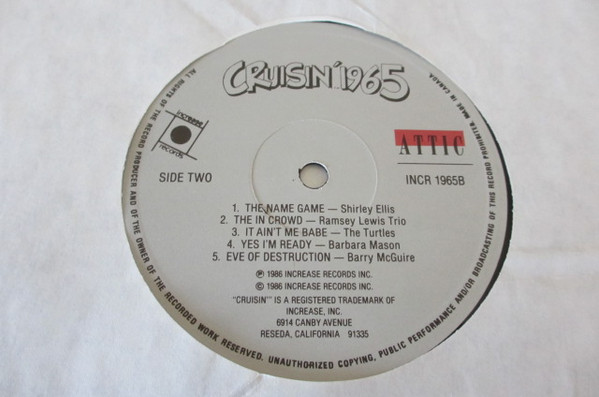 CRUISIN' 1965
increase
records
ATTIC
SIDE TWO
INCR 1965B
1. THE NAME GAME — Shirley Ellis
2. THE IN CROWD — Ramsey Lewis Trio
3. IT AIN'T ME BABE — The Turtles
4. YES I'M READY — Barbara Mason
5. EVE OF DESTRUCTION — Barry McGuire
℗ 1986 INCREASE RECORDS INC.
© 1986 INCREASE RECORDS INC.
"CRUISIN'" IS A REGISTERED TRADEMARK OF
INCREASE, INC.
6914 CANBY AVENUE
RESEDA, CALIFORNIA 91335
ALL RIGHTS OF THE RECORD PRODUCER AND OF THE OWNER OF THE RECORDED WORK RESERVED. UNAUTHORIZED COPYING, PUBLIC PERFORMANCE AND/OR BROADCASTING OF THIS RECORD PROHIBITED. MADE IN CANADA.